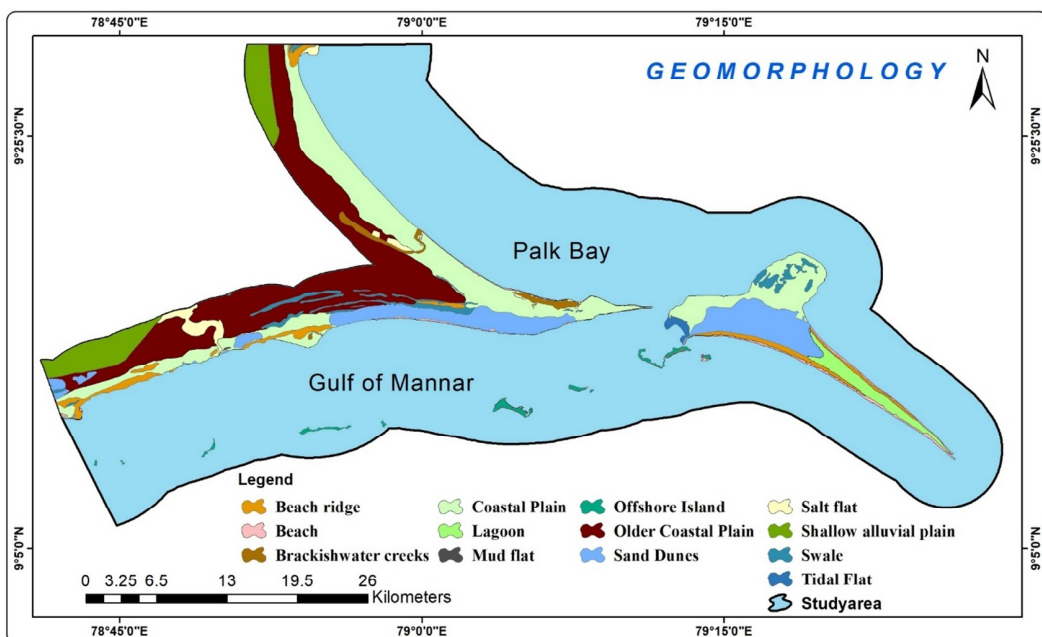 78°45'0"E 79°0'0"E 79°15'0"E
GEOMORPHOLOGY
N
9°25'30"N 9°25'30"N
Palk Bay
Gulf of Mannar
Legend
Beach ridge Coastal Plain Offshore Island Salt flat
Beach Lagoon Older Coastal Plain Shallow alluvial plain
Brackishwater creeks Mud flat Sand Dunes Swale
Tidal Flat
Studyarea
9°5'0"N 9°5'0"N
0 3.25 6.5 13 19.5 26
Kilometers
78°45'0"E 79°0'0"E 79°15'0"E